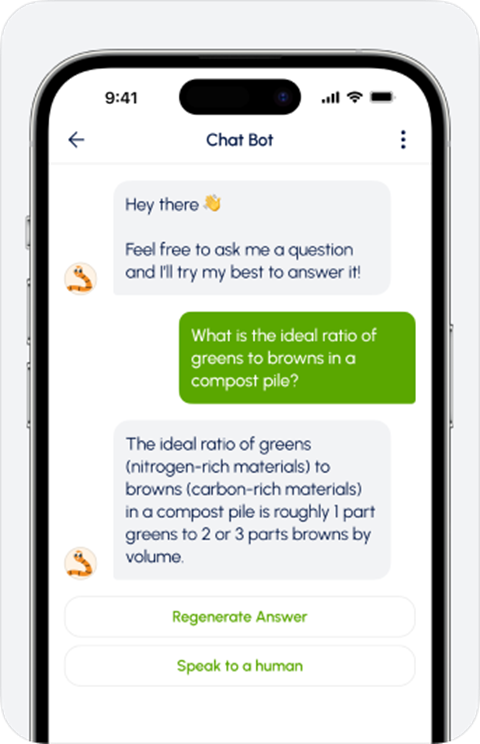 9:41
Chat Bot
Hey there 👋
Feel free to ask me a question
and I'll try my best to answer it!
What is the ideal ratio of
greens to browns in a
compost pile?
The ideal ratio of greens
(nitrogen-rich materials) to
browns (carbon-rich materials)
in a compost pile is roughly 1 part
greens to 2 or 3 parts browns by
volume.
Regenerate Answer
Speak to a human